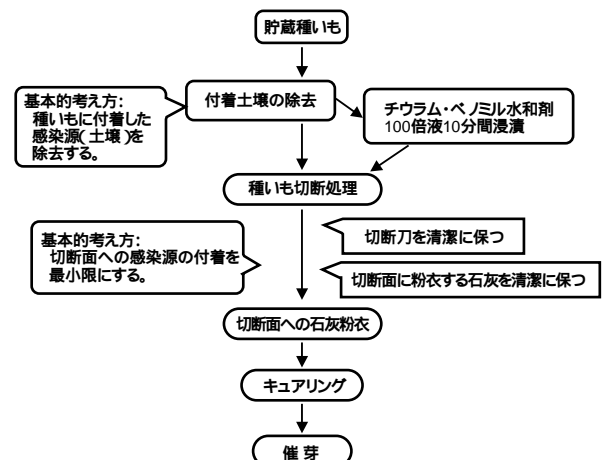 貯蔵種いも
基本的考え方:
種いもに付着した
感染源(土壌)を
除去する。
付着土壌の除去
チウラム・ベノミル水和剤
100倍液10分間浸漬
種いも切断処理
基本的考え方:
切断面への感染源の付着を
最小限にする。
切断刀を清潔に保つ
切断面に粉衣する石灰を清潔に保つ
切断面への石灰粉衣
キュアリング
催芽